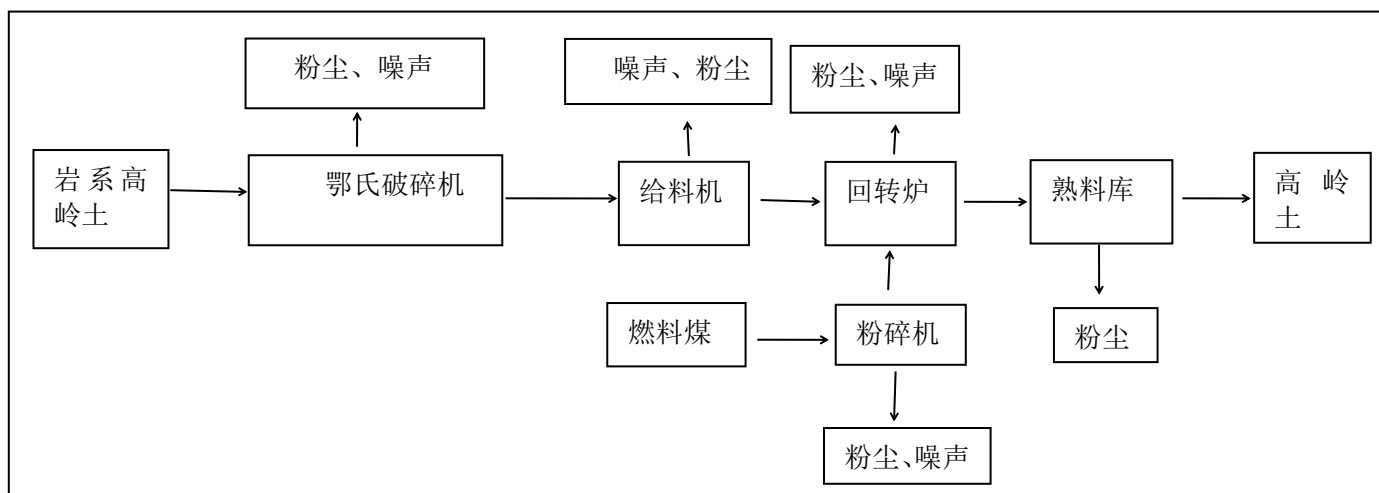 粉尘、噪声
噪声、粉尘
粉尘、噪声
岩系高
岭土
鄂氏破碎机
给料机
回转炉
熟料库
高 岭
土
燃料煤
粉碎机
粉尘
粉尘、噪声